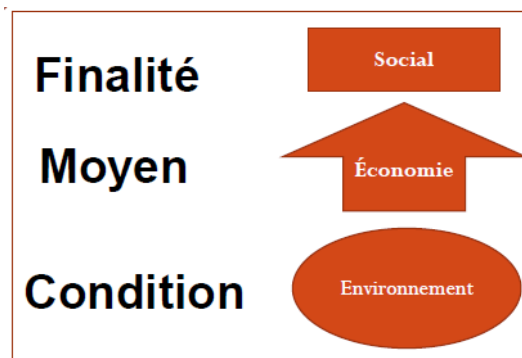 Finalité
Social
Moyen
Économie
Condition
Environnement